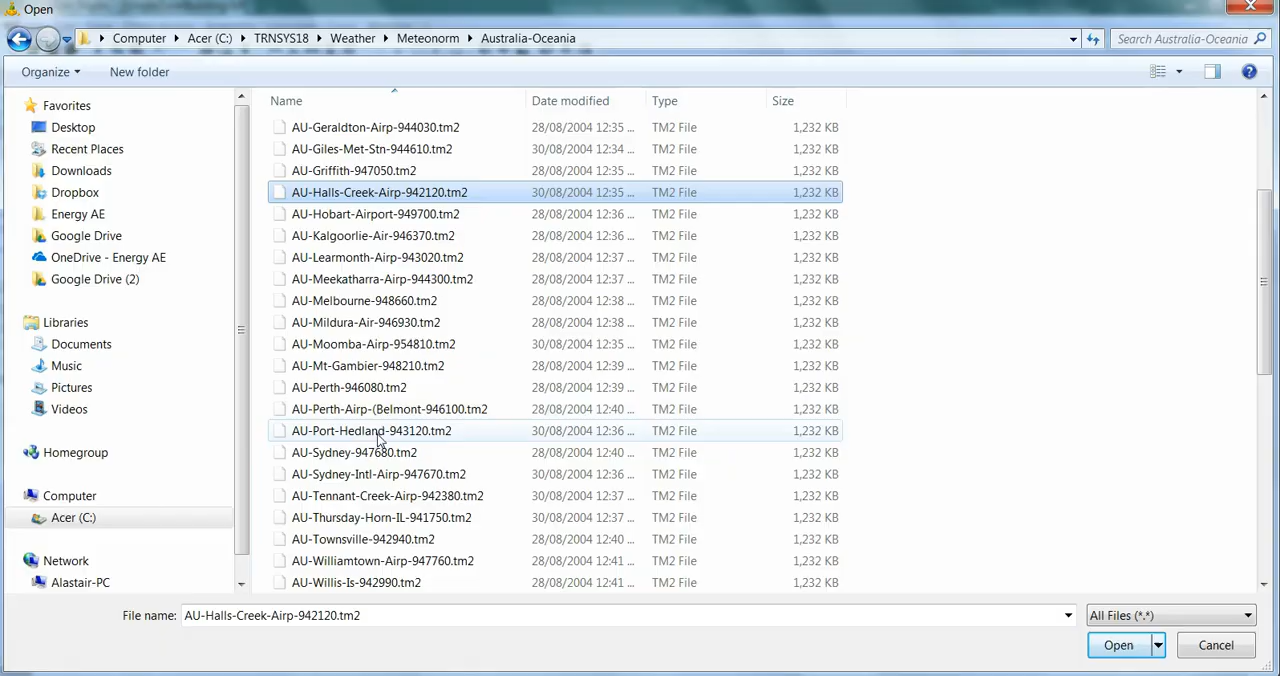 Open
Computer Acer (C:) TRNSYS18 Weather Meteonorm Australia-Oceania Search Australia-Oceania
Organize New folder
Favorites
Desktop
Recent Places
Downloads
Dropbox
Energy AE
Google Drive
OneDrive - Energy AE
Google Drive (2)
Libraries
Documents
Music
Pictures
Videos
Homegroup
Computer
Acer (C:)
Network
Alastair-PC
Name Date modified Type Size
AU-Geraldton-Airp-944030.tm2 28/08/2004 12:35 ... TM2 File 1,232 KB
AU-Giles-Met-Stn-944610.tm2 30/08/2004 12:34 ... TM2 File 1,232 KB
AU-Griffith-947050.tm2 28/08/2004 12:35 ... TM2 File 1,232 KB
AU-Halls-Creek-Airp-942120.tm2 30/08/2004 12:35 ... TM2 File 1,232 KB
AU-Hobart-Airport-949700.tm2 28/08/2004 12:36 ... TM2 File 1,232 KB
AU-Kalgoorlie-Air-946370.tm2 28/08/2004 12:36 ... TM2 File 1,232 KB
AU-Learmonth-Airp-943020.tm2 28/08/2004 12:37 ... TM2 File 1,232 KB
AU-Meekatharra-Airp-944300.tm2 28/08/2004 12:37 ... TM2 File 1,232 KB
AU-Melbourne-948660.tm2 28/08/2004 12:38 ... TM2 File 1,232 KB
AU-Mildura-Air-946930.tm2 28/08/2004 12:38 ... TM2 File 1,232 KB
AU-Moomba-Airp-954810.tm2 30/08/2004 12:35 ... TM2 File 1,232 KB
AU-Mt-Gambier-948210.tm2 28/08/2004 12:39 ... TM2 File 1,232 KB
AU-Perth-946080.tm2 28/08/2004 12:39 ... TM2 File 1,232 KB
AU-Perth-Airp-(Belmont-946100.tm2 28/08/2004 12:40 ... TM2 File 1,232 KB
AU-Port-Hedland-943120.tm2 30/08/2004 12:36 ... TM2 File 1,232 KB
AU-Sydney-947680.tm2 28/08/2004 12:40 ... TM2 File 1,232 KB
AU-Sydney-Intl-Airp-947670.tm2 30/08/2004 12:36 ... TM2 File 1,232 KB
AU-Tennant-Creek-Airp-942380.tm2 30/08/2004 12:37 ... TM2 File 1,232 KB
AU-Thursday-Horn-IL-941750.tm2 30/08/2004 12:37 ... TM2 File 1,232 KB
AU-Townsville-942940.tm2 28/08/2004 12:40 ... TM2 File 1,232 KB
AU-Williamtown-Airp-947760.tm2 28/08/2004 12:41 ... TM2 File 1,232 KB
AU-Willis-Is-942990.tm2 28/08/2004 12:41 ... TM2 File 1,232 KB
File name: AU-Halls-Creek-Airp-942120.tm2 All Files (*.*)
Open Cancel